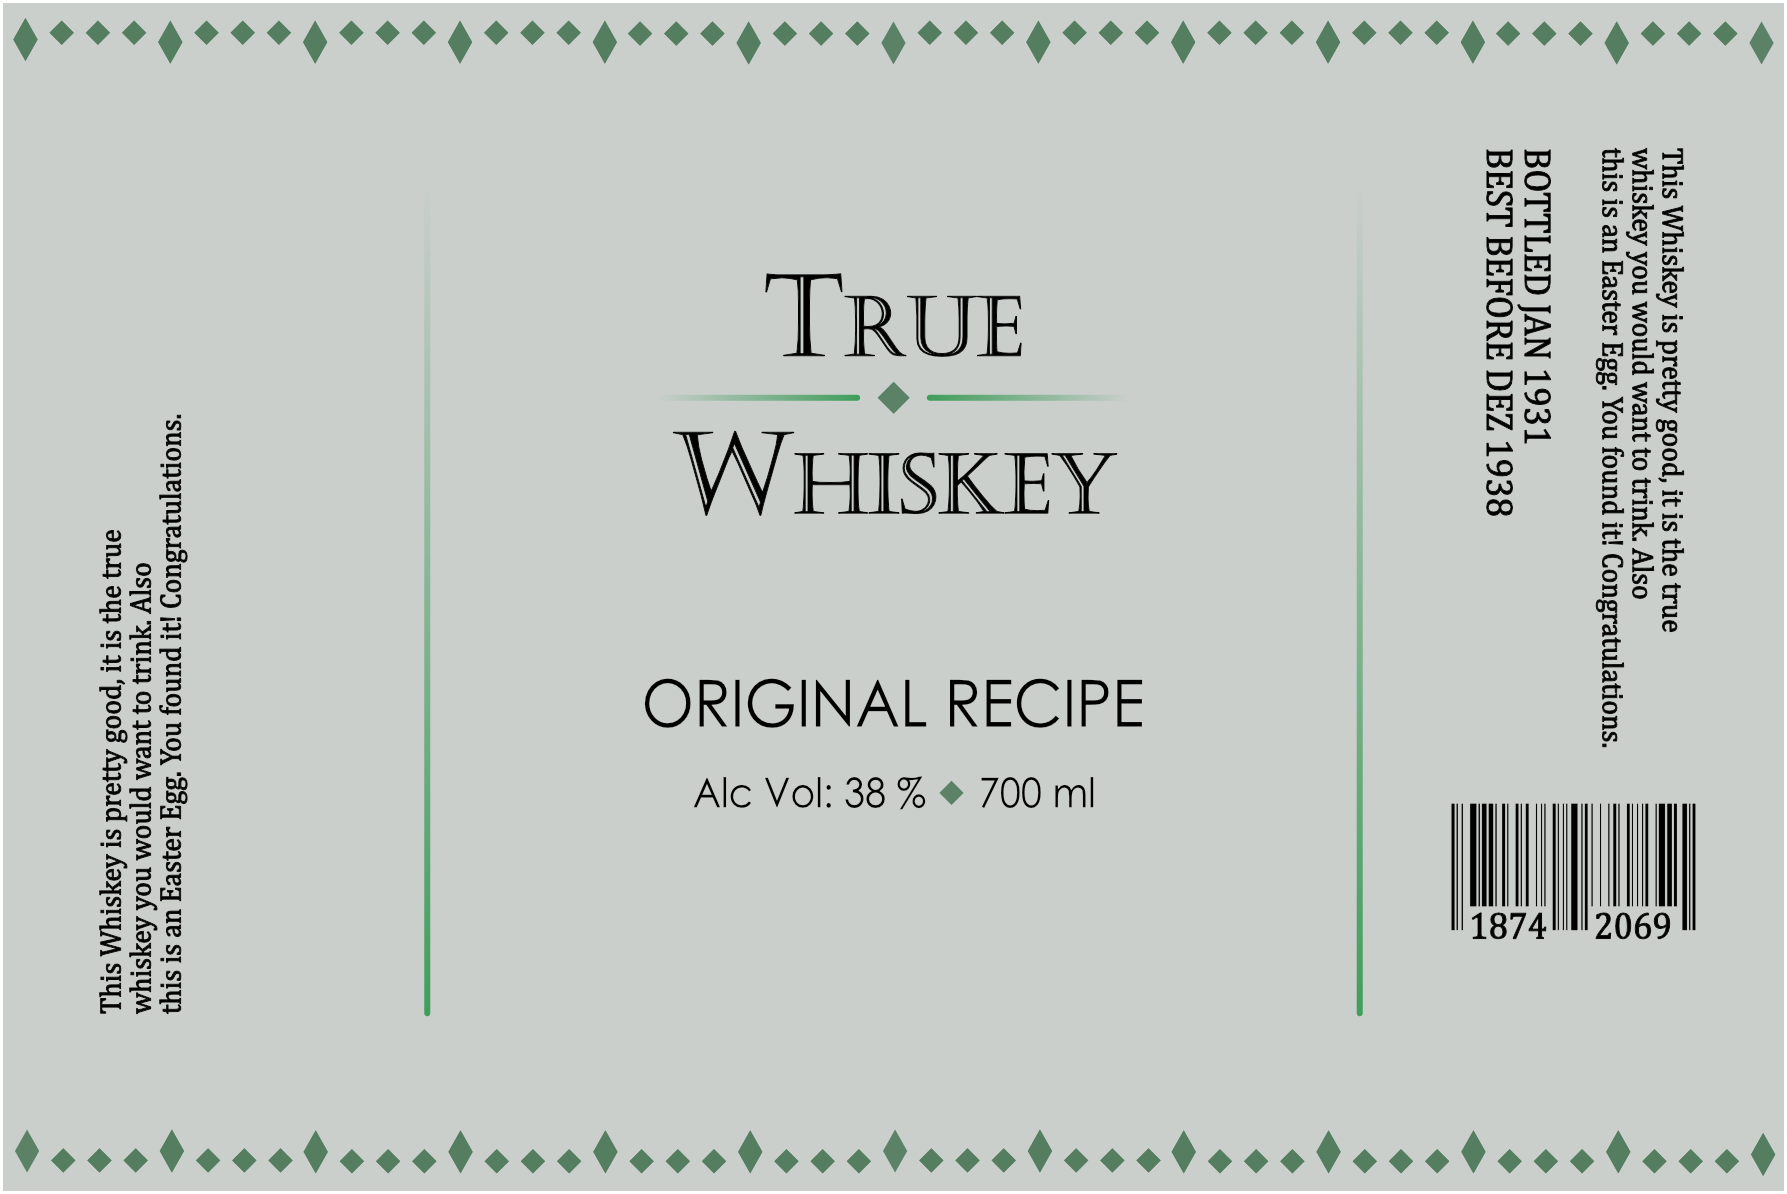 This Whiskey is pretty good, it is the true
whiskey you would want to trink. Also
this is an Easter Egg. You found it! Congratulations.
TRUE
WHISKEY
ORIGINAL RECIPE
Alc Vol: 38 % ◆ 700 ml
This Whiskey is pretty good, it is the true
whiskey you would want to trink. Also
this is an Easter Egg. You found it! Congratulations.
BOTTLED JAN 1931
BEST BEFORE DEZ 1938
1874 2069